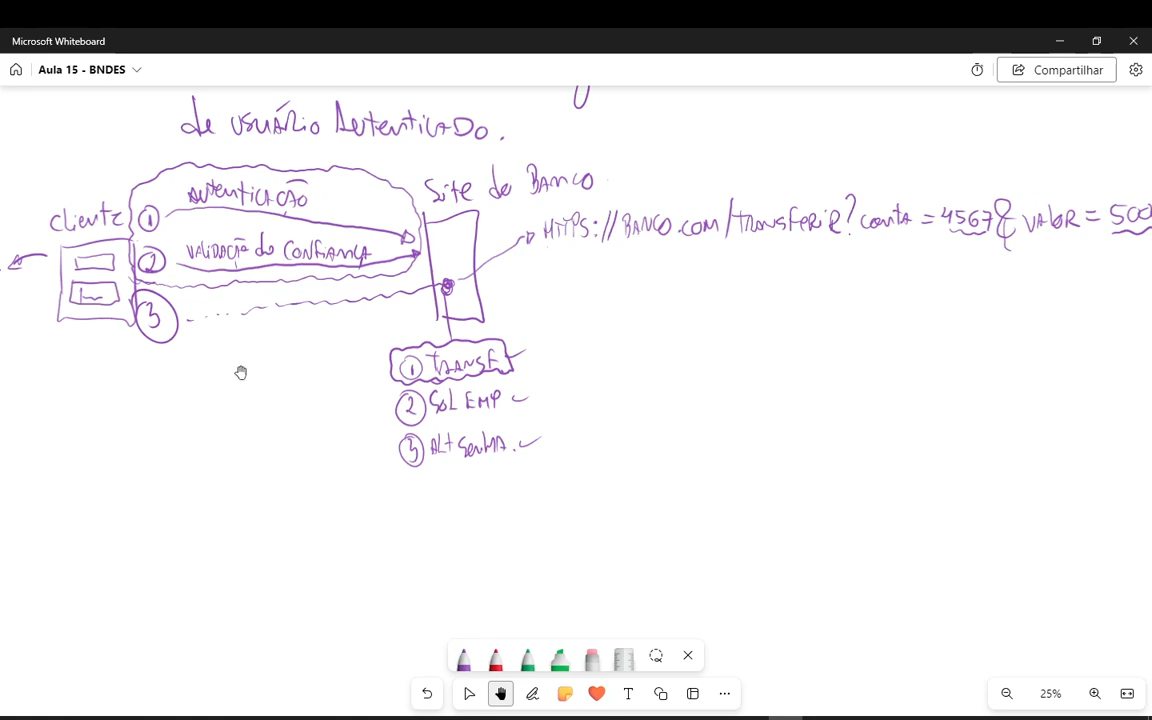 Microsoft Whiteboard
Aula 15 - BNDES
Compartilhar
de usuário Autenticado.
Site do BANCO
cliente
① Autenticação
② VALIDAÇÃO do CONFIANÇA
③ .....
HTTPS://BANCO.com/TRANSFERIR?conta=4567& VALOR=500
① TRANSF
② Sol EMP
③ Alt SenHA.
25%